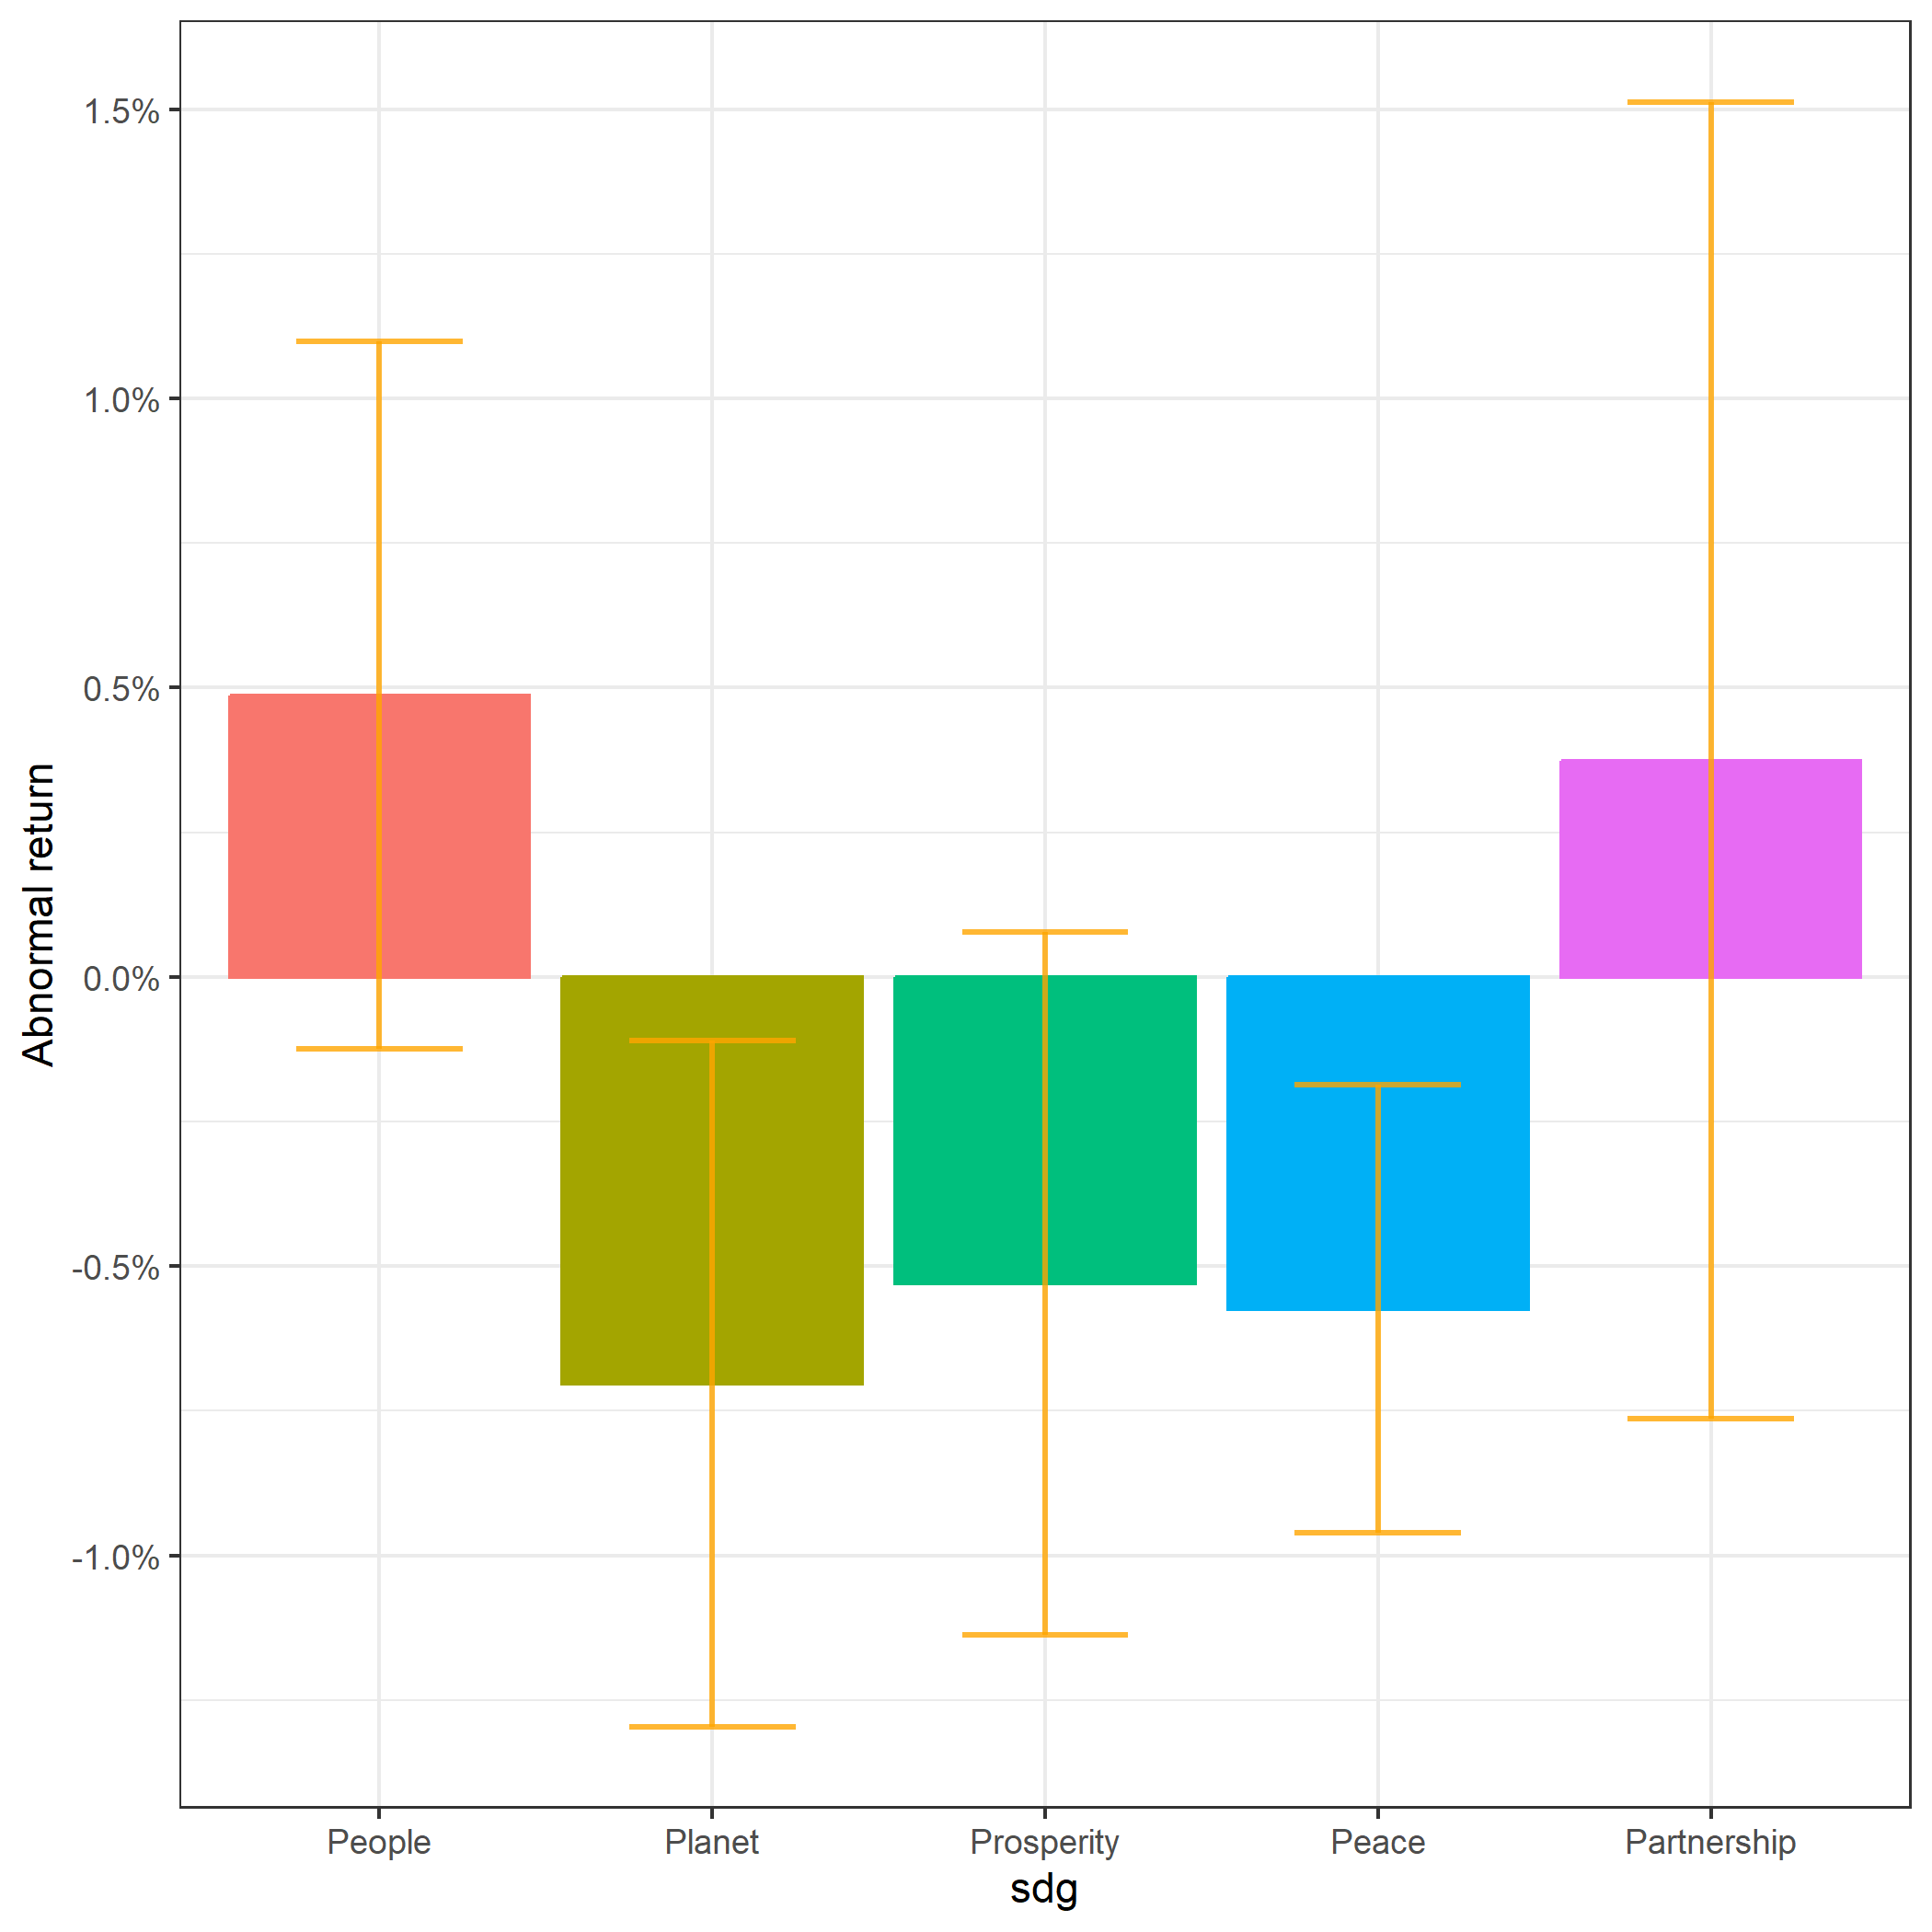 Abnormal return
1.5%
1.0%
0.5%
0.0%
-0.5%
-1.0%
People Planet Prosperity Peace Partnership
sdg